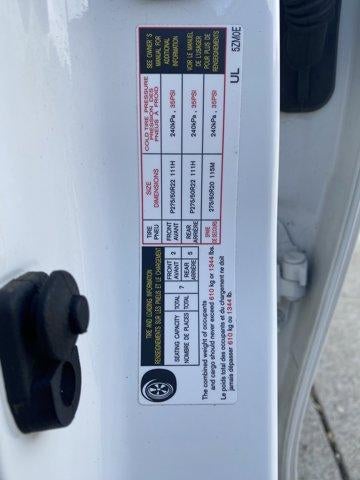 TIRE AND LOADING INFORMATION
RENSEIGNEMENTS SUR LE PNEU ET LE CHARGEMENT
SEATING CAPACITY TOTAL 7 FRONT 2 REAR 5
NOMBRE DE PLACES TOTAL AVANT ARRIÈRE
The combined weight of occupants
and cargo should never exceed 610 kg or 1344 lbs.
Le poids total des occupants et du chargement ne doit
jamais dépasser 610 kg ou 1344 lb.
TIRE SIZE COLD TIRE PRESSURE
PNEU DIMENSIONS PRESSION DES
PNEUS À FROID
FRONT P275/50R22 111H 240kPa , 35PSI
AVANT
REAR P275/50R22 111H 240kPa , 35PSI
ARRIÈRE
SPARE 275/60R20 115M 240kPa , 35PSI
DE SECOURS
SEE OWNER'S
MANUAL FOR
ADDITIONAL
INFORMATION
VOIR LE MANUEL
DE L'USAGER
POUR PLUS DE
RENSEIGNEMENTS
UL 6ZM0E